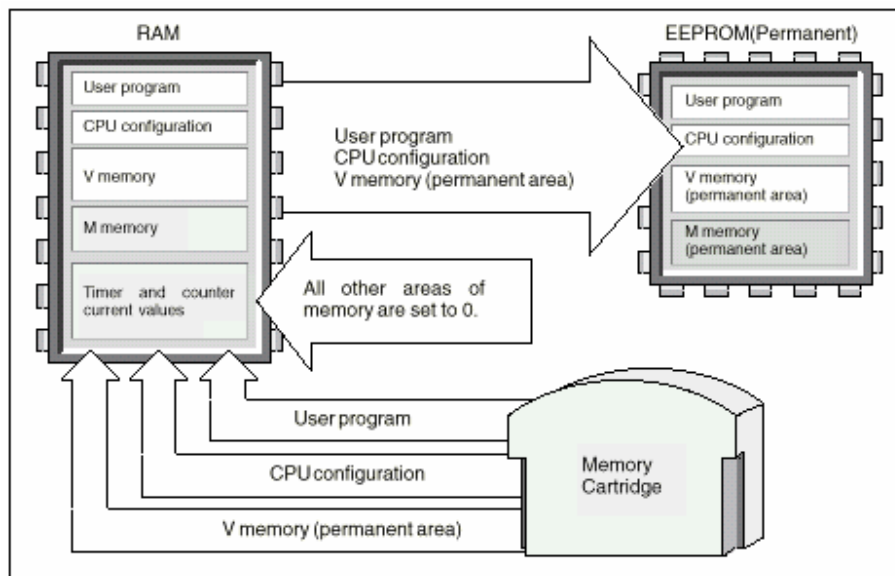 RAM
EEPROM(Permanent)
User program
CPU configuration
V memory
M memory
Timer and counter
current values
User program
CPU configuration
V memory (permanent area)
User program
CPU configuration
V memory
(permanent area)
M memory
(permanent area)
All other areas of
memory are set to 0.
User program
CPU configuration
V memory (permanent area)
Memory
Cartridge